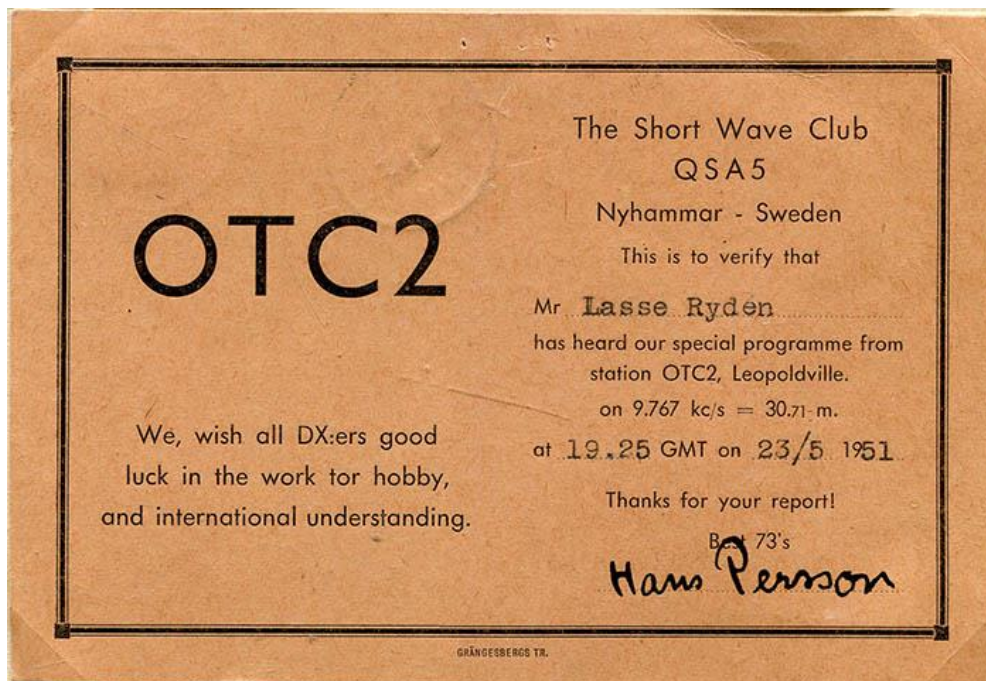 OTC2
We, wish all DX:ers good
luck in the work tor hobby,
and international understanding.
The Short Wave Club
QSA5
Nyhammar - Sweden
This is to verify that
Mr Lasse Ryden
has heard our special programme from
station OTC2, Leopoldville.
on 9.767 kc/s = 30.71 m.
at 19.25 GMT on 23/5 1951
Thanks for your report!
Best 73's
Hans Persson
GRÄNGESBERGS TR.